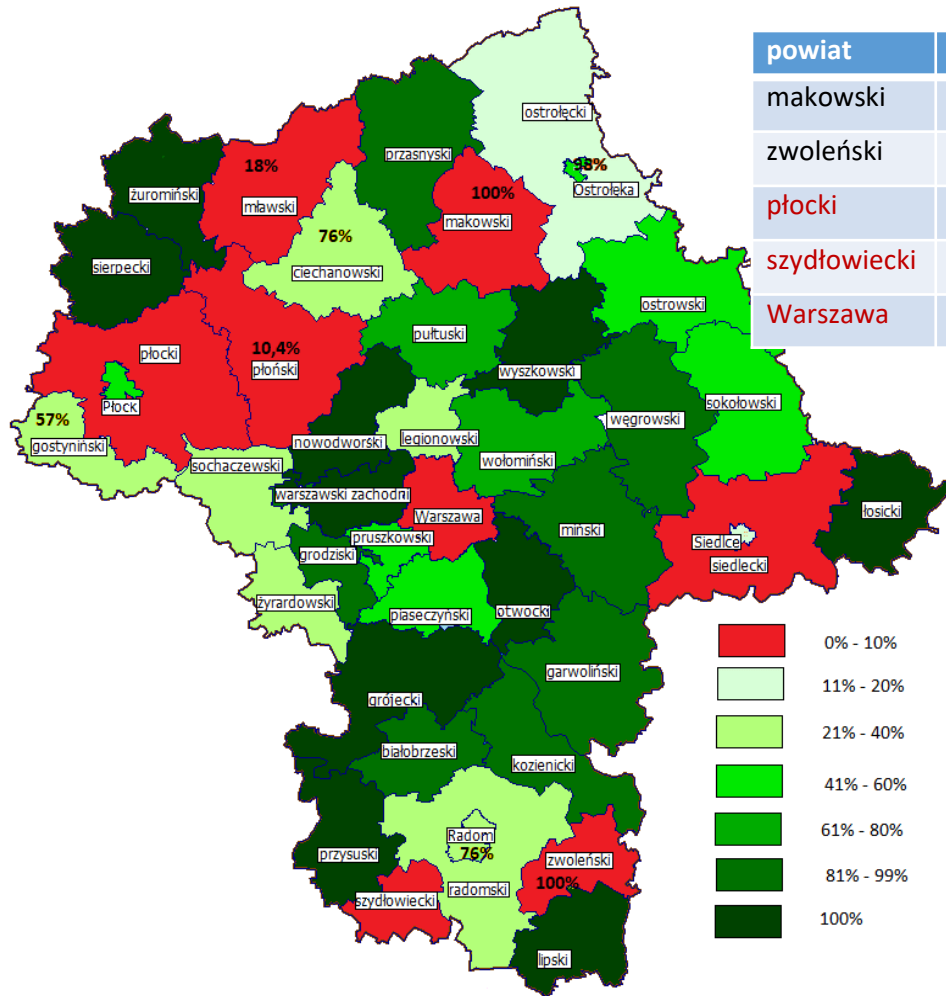 powiat
makowski
zwoleński
płocki
szydłowiecki
Warszawa
ostrołęcki
98%
Ostrołęka
przasnyski
18%
mławski
100%
makowski
żuromiński
76%
ciechanowski
sierpecki
ostrowski
pułtuski
płocki
10,4%
płoński
wyszkowski
Płock
sokołowski
57%
gostyniński
nowodworski
legionowski
węgrowski
wołomiński
sochaczewski
warszawski zachodni
Warszawa
łosicki
pruszkowski
miński
Siedlce
siedlecki
grodziski
żyrardowski
piaseczyński
otwocki
garwoliński
grójecki
białobrzeski
kozienicki
Radom
76%
przysuski
zwoleński
100%
radomski
szydłowiecki
lipski
0% - 10%
11% - 20%
21% - 40%
41% - 60%
61% - 80%
81% - 99%
100%